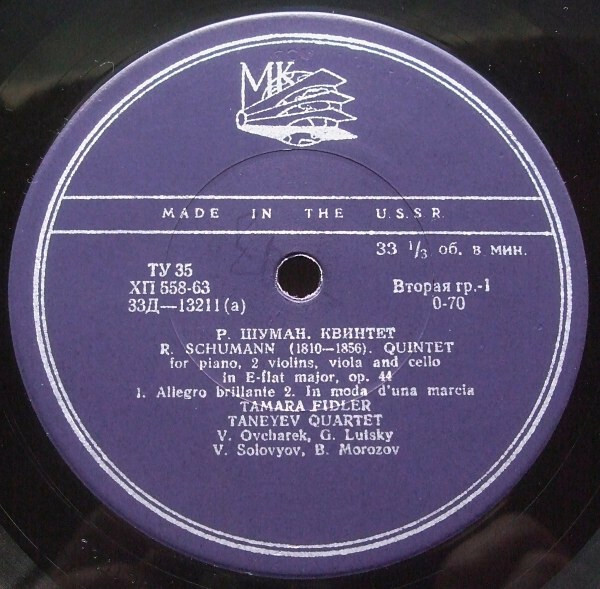 МК
MADE IN THE U.S.S R.
33 1/3 об. в мин.
ТУ 35
ХП 558-63
33Д—13211 (а)
Вторая гр.-1
0-70
Р. ШУМАН. КВИНТЕТ
R. SCHUMANN (1810—1856). QUINTET
for piano, 2 violins, viola and cello
in E-flat major, op. 44
1. Allegro brillante 2. In moda d'una marcia
TAMARA FIDLER
TANEYEV QUARTET
V. Ovcharek, G. Lutsky
V. Solovyov, B. Morozov